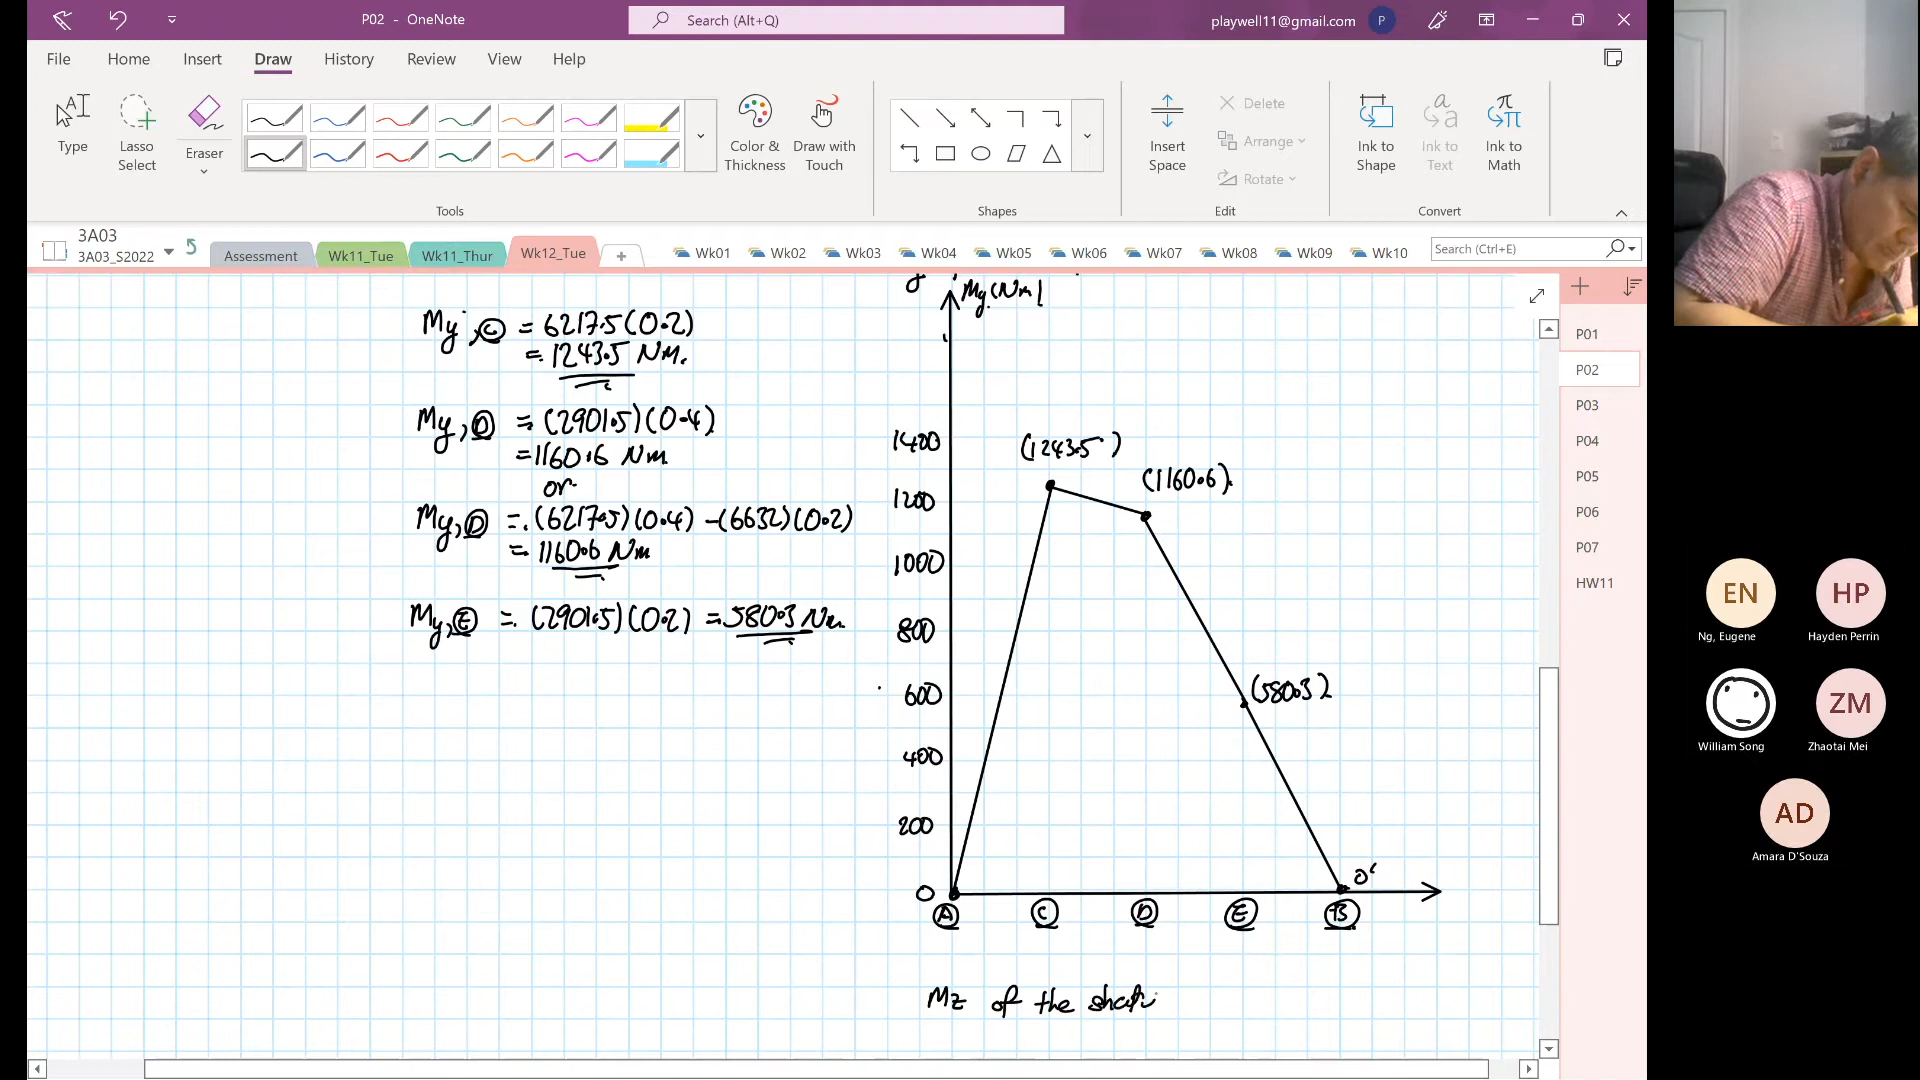 P02 - OneNote
Search (Alt+Q)
playwell11@gmail.com
P
File Home Insert Draw History Review View Help
Type
Lasso Select
Eraser
Color & Thickness
Draw with Touch
Insert Space
Delete
Arrange
Rotate
Ink to Shape
Ink to Text
Ink to Math
Tools
Shapes
Edit
Convert
3A03
3A03_S2022
Assessment
Wk11_Tue
Wk11_Thur
Wk12_Tue
Wk01
Wk02
Wk03
Wk04
Wk05
Wk06
Wk07
Wk08
Wk09
Wk10
Search (Ctrl+E)
My,C = 6217.5(0.2)
= 1243.5 Nm.
My,D = (2901.5)(0.4)
= 1160.6 Nm
or
My,D = (6217.5)(0.4) - (6632)(0.2)
= 1160.6 Nm
My,E = (2901.5)(0.2) = 580.3 Nm
My (Nm)
1400
1200
1000
800
600
400
200
0
(1243.5)
(1160.6)
(580.3)
0
A C D E B
Mz of the shaft
P01
P02
P03
P04
P05
P06
P07
HW11
EN
Ng, Eugene
HP
Hayden Perrin
William Song
ZM
Zhaotai Mei
AD
Amara D'Souza